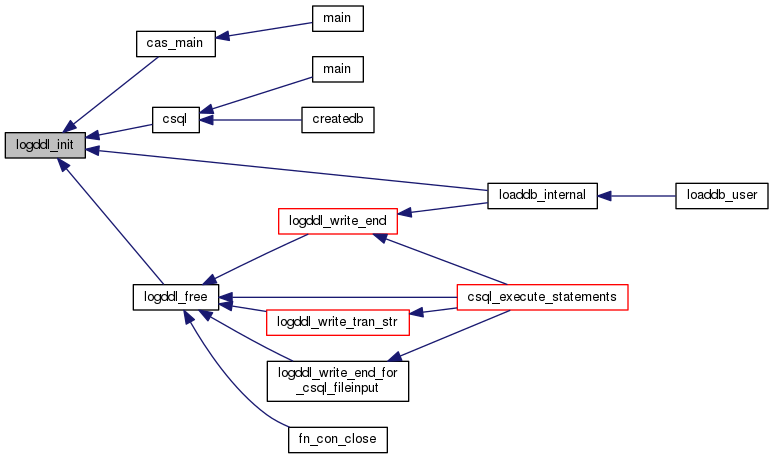 main
cas_main
main
csql
createdb
logddl_init
loaddb_internal
loaddb_user
logddl_write_end
logddl_free
csql_execute_statements
logddl_write_tran_str
logddl_write_end_for
_csql_fileinput
fn_con_close